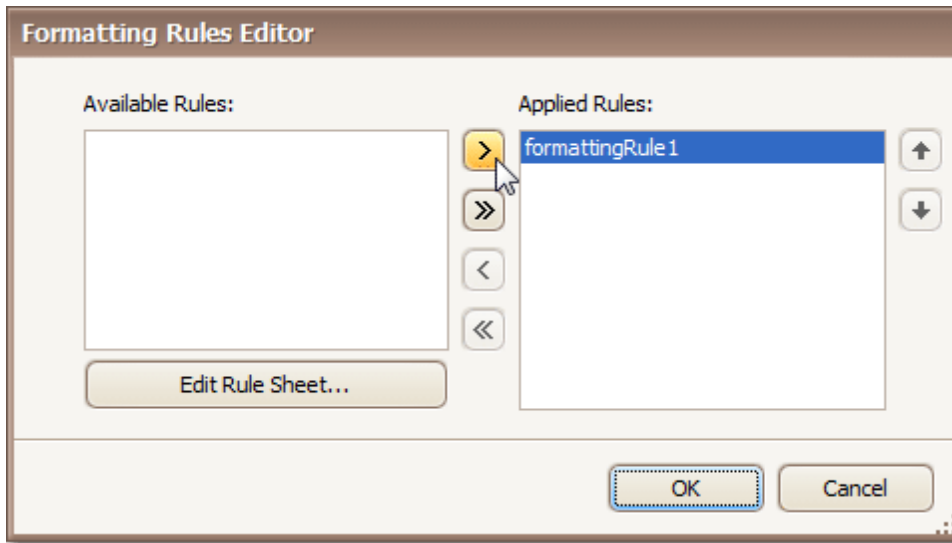 Formatting Rules Editor
Available Rules:
Applied Rules:
formattingRule1
Edit Rule Sheet...
OK
Cancel